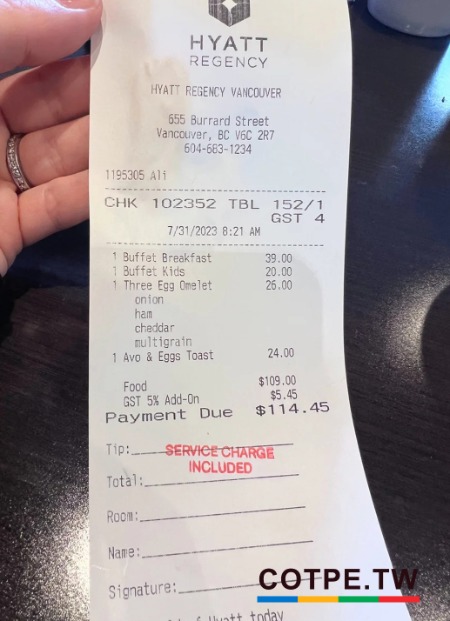 HYATT
REGENCY
HYATT REGENCY VANCOUVER
655 Burrard Street
Vancouver, BC V6C 2R7
604-683-1234
1195305 Ali
CHK 102352 TBL 152/1
GST 4
7/31/2023 8:21 AM
1 Buffet Breakfast 39.00
1 Buffet Kids 20.00
1 Three Egg Omelet 26.00
onion
ham
cheddar
multigrain
1 Avo & Eggs Toast 24.00
Food $109.00
GST 5% Add-On $5.45
Payment Due $114.45
Tip:
SERVICE CHARGE
INCLUDED
Total:
Room:
Name:
Signature:
COTPE.TW
Hyatt today